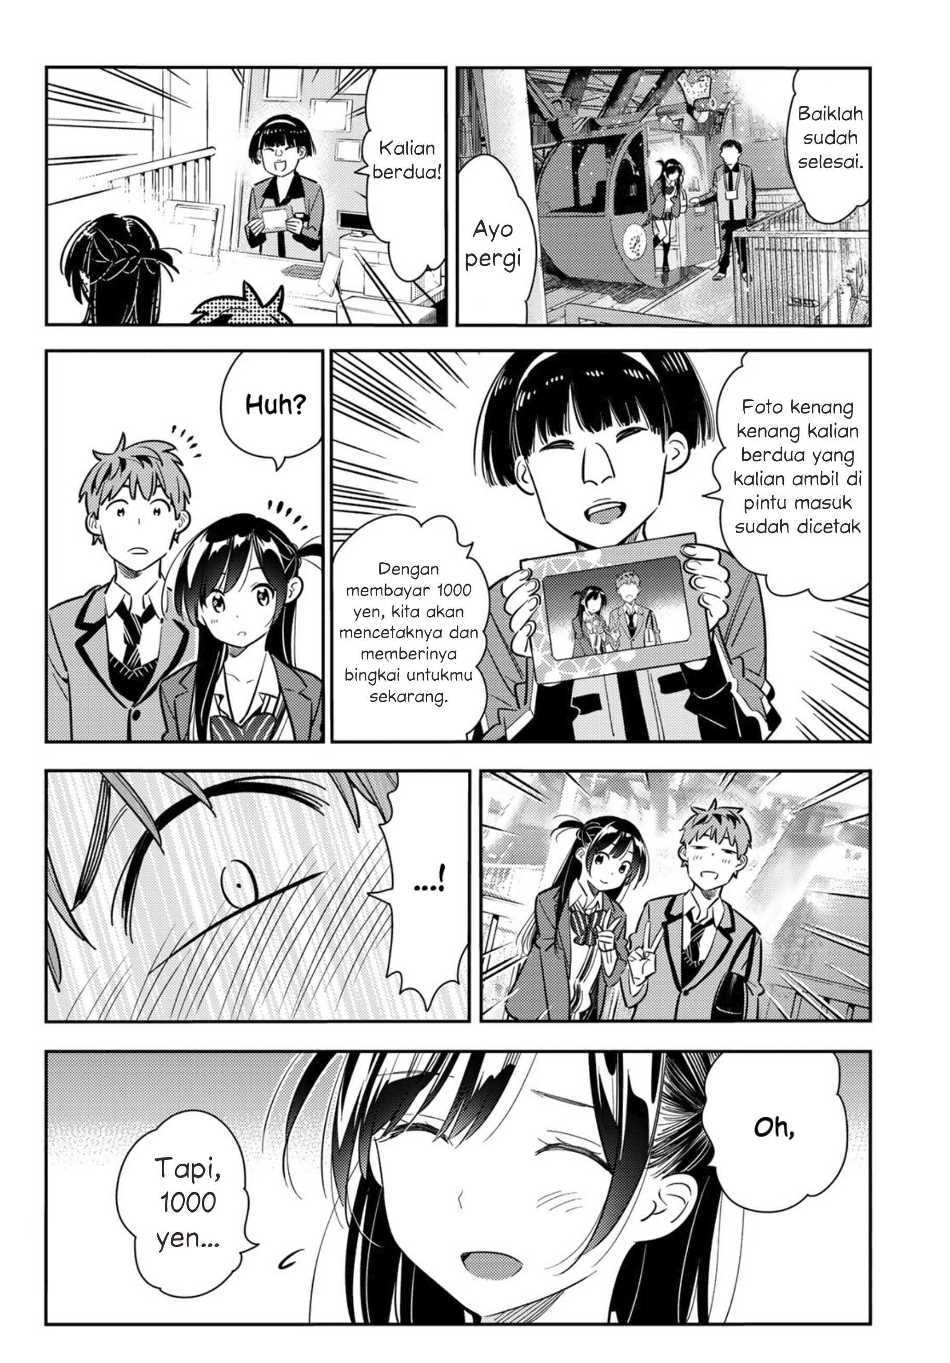 Baiklah
sudah
selesai.
Ayo
pergi
Kalian
berdua!
Foto kenang
kenang kalian
berdua yang
kalian ambil di
pintu masuk
sudah dicetak
Dengan
membayar 1000
yen, kita akan
mencetaknya dan
memberinya
bingkai untukmu
sekarang.
Huh?
....!
Oh,
Tapi,
1000
yen...